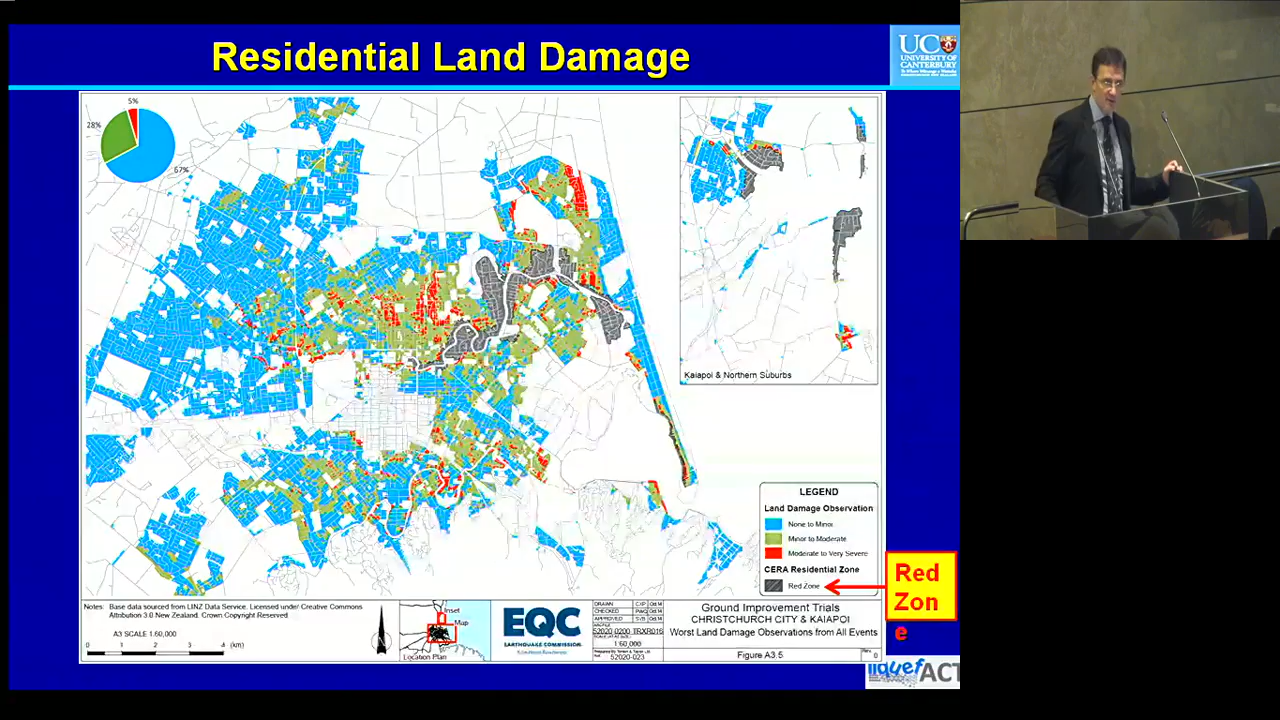 Residential Land Damage
UC
UNIVERSITY OF
CANTERBURY
5%
28%
67%
Kaiapoi & Northern Suburbs
LEGEND
Land Damage Observation
None to Minor
Minor to Moderate
Moderate to Very Severe
CERA Residential Zone
Red Zone
Red
Zon
e
Notes: Base data sourced from LINZ Data Service. Licensed under Creative Commons
Attribution 3.0 New Zealand. Crown Copyright Reserved
A3 SCALE 1:60,000
0 1 2 3 4 (km)
Inset
Map
Location Plan
EQC
EARTHQUAKE COMMISSION
DRAWN
CHECKED
APPROVED
1:60,000
52020-023
Ground Improvement Trials
CHRISTCHURCH CITY & KAIAPOI
Worst Land Damage Observations from All Events
Figure A3.5
0
liquefACT